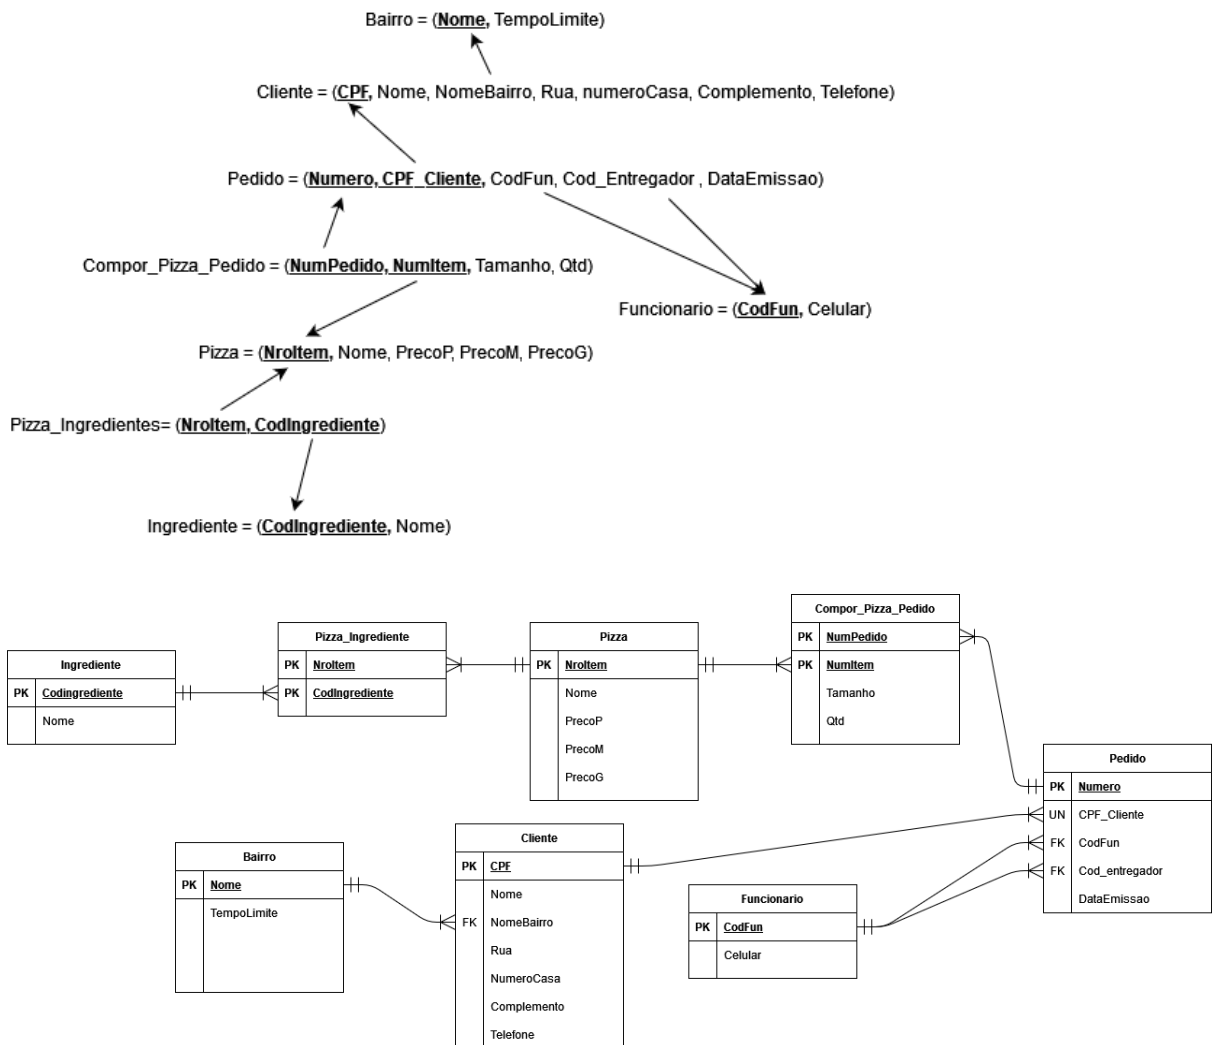 Bairro = (Nome, TempoLimite)
Cliente = (CPF, Nome, NomeBairro, Rua, numeroCasa, Complemento, Telefone)
Pedido = (Numero, CPF_Cliente, CodFun, Cod_Entregador , DataEmissao)
Compor_Pizza_Pedido = (NumPedido, NumItem, Tamanho, Qtd)
Funcionario = (CodFun, Celular)
Pizza = (NroItem, Nome, PrecoP, PrecoM, PrecoG)
Pizza_Ingredientes= (NroItem, CodIngrediente)
Ingrediente = (CodIngrediente, Nome)
Ingrediente
PK Codingrediente
Nome
Pizza_Ingrediente
PK NroItem
PK CodIngrediente
Pizza
PK NroItem
Nome
PrecoP
PrecoM
PrecoG
Compor_Pizza_Pedido
PK NumPedido
PK NumItem
Tamanho
Qtd
Pedido
PK Numero
UN CPF_Cliente
FK CodFun
FK Cod_entregador
DataEmissao
Bairro
PK Nome
TempoLimite
Cliente
PK CPF
Nome
FK NomeBairro
Rua
NumeroCasa
Complemento
Telefone
Funcionario
PK CodFun
Celular